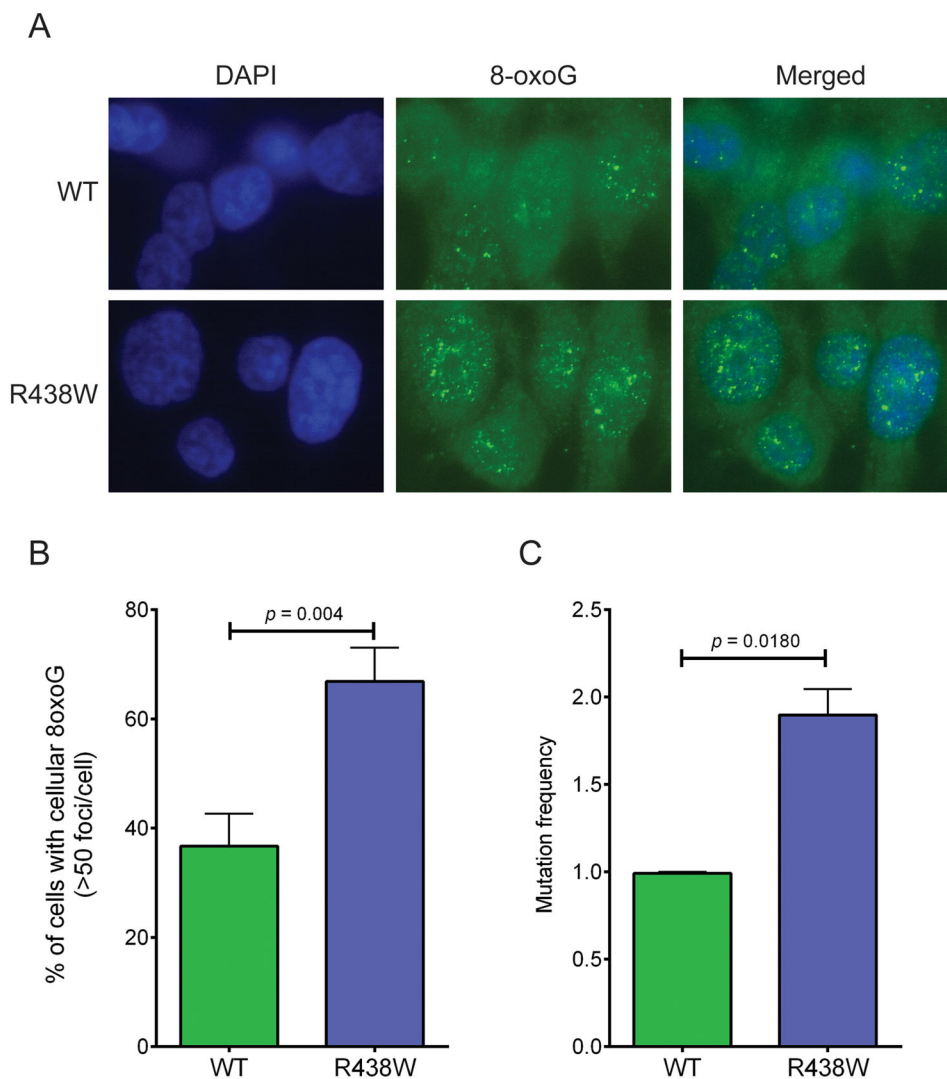 A
DAPI
8-oxoG
Merged
WT
R438W
B
% of cells with cellular 8oxoG
(>50 foci/cell)
80
60
40
20
0
p = 0.004
WT
R438W
C
Mutation frequency
2.5
2.0
1.5
1.0
0.5
0.0
p = 0.0180
WT
R438W